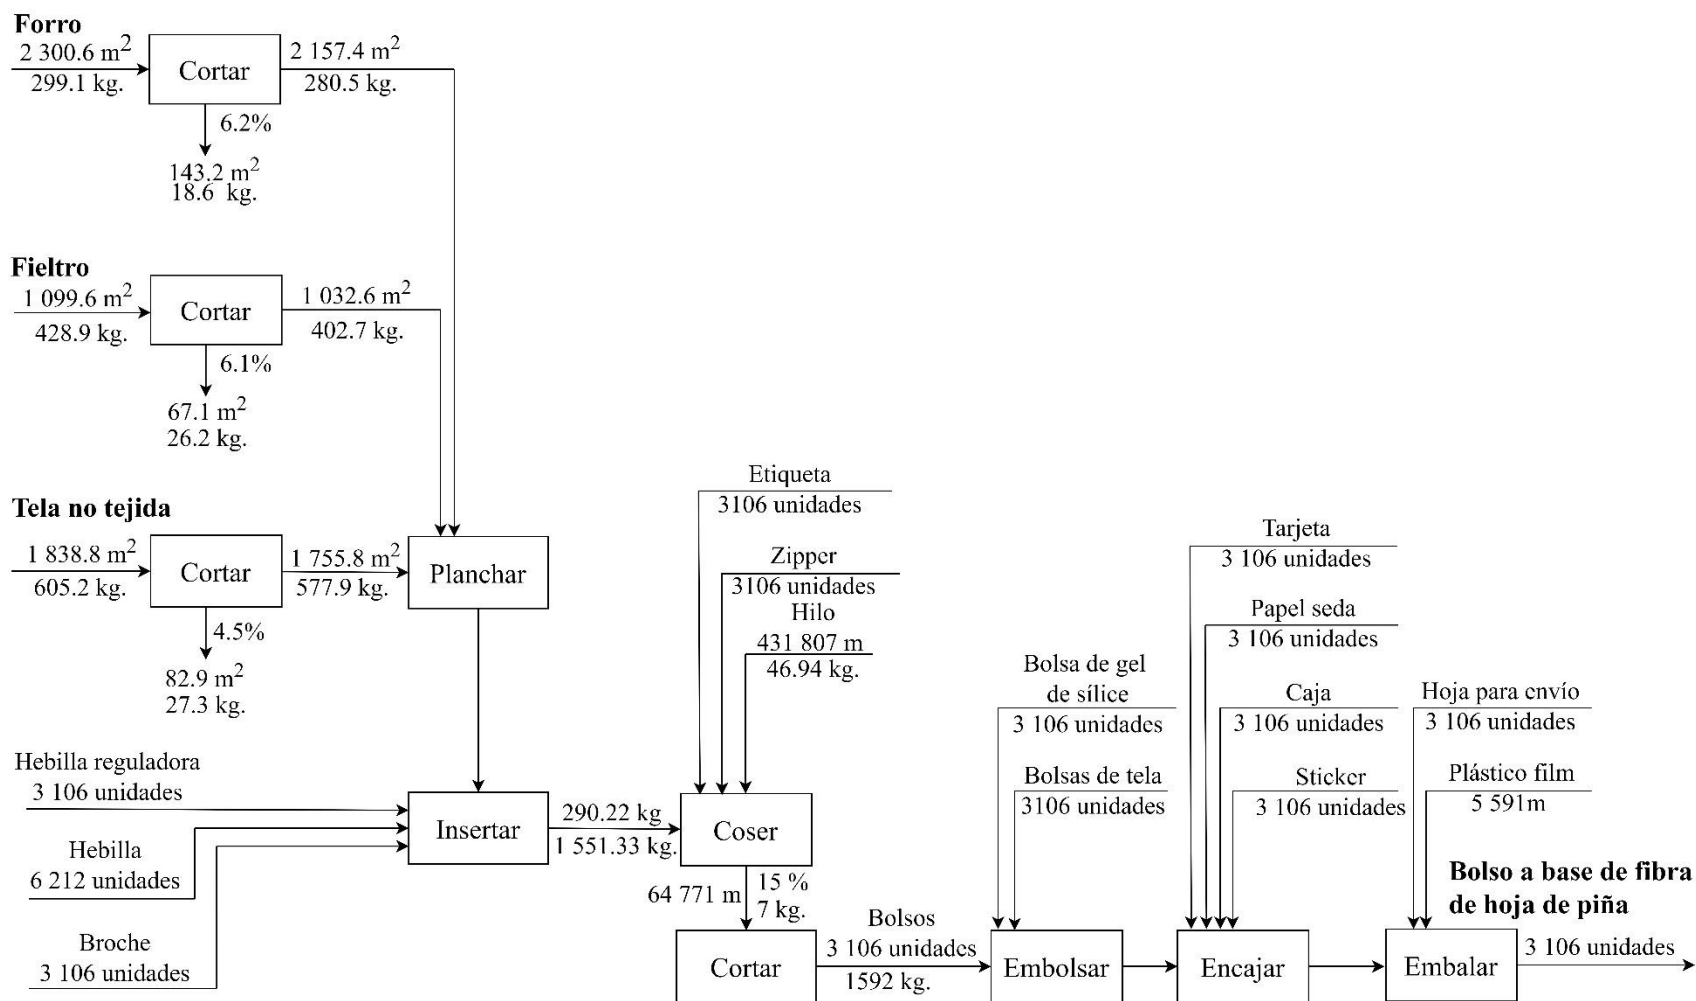 Forro
2 300.6 m²
299.1 kg.
Cortar
2 157.4 m²
280.5 kg.
6.2%
143.2 m²
18.6 kg.
Fieltro
1 099.6 m²
428.9 kg.
Cortar
1 032.6 m²
402.7 kg.
6.1%
67.1 m²
26.2 kg.
Tela no tejida
1 838.8 m²
605.2 kg.
Cortar
1 755.8 m²
577.9 kg.
4.5%
82.9 m²
27.3 kg.
Planchar
Hebilla reguladora
3 106 unidades
Hebilla
6 212 unidades
Broche
3 106 unidades
Insertar
290.22 kg
1 551.33 kg.
Etiqueta
3106 unidades
Zipper
3106 unidades
Hilo
431 807 m
46.94 kg.
Coser
64 771 m
15 %
7 kg.
Cortar
Bolsos
3 106 unidades
1592 kg.
Bolsa de gel
de sílice
3 106 unidades
Bolsas de tela
3106 unidades
Embolsar
Tarjeta
3 106 unidades
Papel seda
3 106 unidades
Caja
3 106 unidades
Sticker
3 106 unidades
Encajar
Hoja para envío
3 106 unidades
Plástico film
5 591m
Embalar
Bolso a base de fibra
de hoja de piña
3 106 unidades